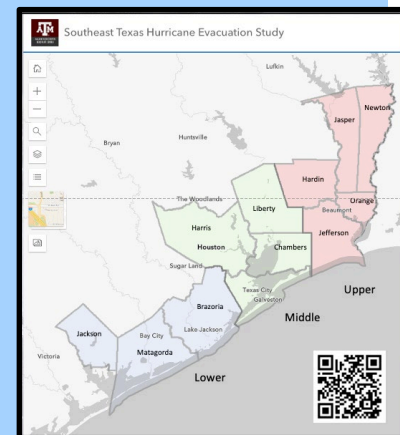 ATM
Southeast Texas Hurricane Evacuation Study
Lufkin
Newton
Jasper
Huntsville
Bryan
Hardin
The Woodlands
Orange
Liberty
Beaumont
Harris
Jefferson
Houston
Chambers
Sugar Land
Texas City
Galveston
Upper
Brazoria
Middle
Jackson
Bay City
Lake Jackson
Victoria
Matagorda
Lower